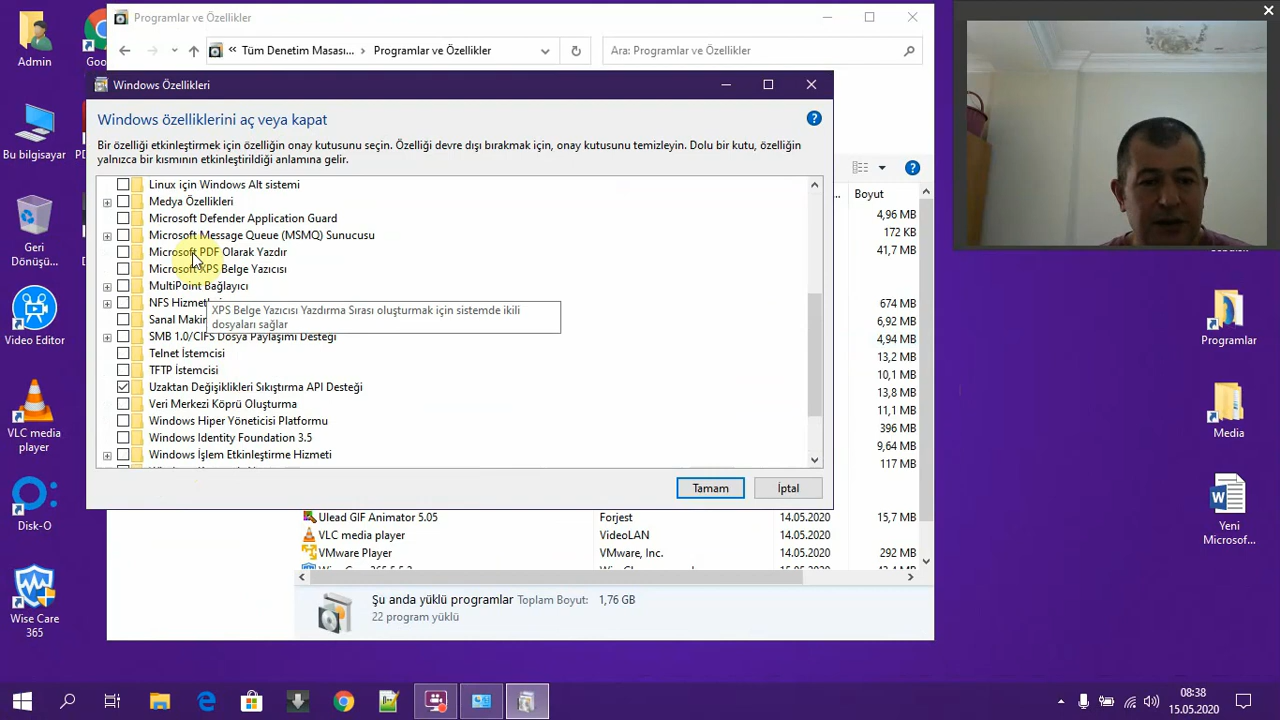 Programlar ve Özellikler
Tüm Denetim Masası... Programlar ve Özellikler
Ara: Programlar ve Özellikler
Windows Özellikleri
Windows özelliklerini aç veya kapat
Bir özelliği etkinleştirmek için özelliğin onay kutusunu seçin. Özelliği devre dışı bırakmak için, onay kutusunu temizleyin. Dolu bir kutu, özelliğin
yalnızca bir kısmının etkinleştirildiği anlamına gelir.
Linux için Windows Alt sistemi
Medya Özellikleri
Microsoft Defender Application Guard
Microsoft Message Queue (MSMQ) Sunucusu
Microsoft PDF Olarak Yazdır
Microsoft XPS Belge Yazıcısı
MultiPoint Bağlayıcı
NFS Hizmetle
XPS Belge Yazıcısı Yazdırma Sırası oluşturmak için sistemde ikili
dosyaları sağlar
Sanal Makin
SMB 1.0/CIFS Dosya Paylaşımı Desteği
Telnet İstemcisi
TFTP İstemcisi
Uzaktan Değişiklikleri Sıkıştırma API Desteği
Veri Merkezi Köprü Oluşturma
Windows Hiper Yöneticisi Platformu
Windows Identity Foundation 3.5
Windows İşlem Etkinleştirme Hizmeti
Tamam
İptal
Boyut
4,96 MB
172 KB
41,7 MB
674 MB
6,92 MB
4,94 MB
13,2 MB
10,1 MB
13,8 MB
11,1 MB
396 MB
9,64 MB
117 MB
Ulead GIF Animator 5.05 Forjest 14.05.2020 15,7 MB
VLC media player VideoLAN 14.05.2020
VMware Player VMware, Inc. 14.05.2020 292 MB
Şu anda yüklü programlar Toplam Boyut: 1,76 GB
22 program yüklü
Admin
Goo
Bu bilgisayar
PD
Geri
Dönüşü...
Video Editor
VLC media
player
Disk-O
Wise Care
365
Programlar
Media
Yeni
Microsof...
08:38
15.05.2020